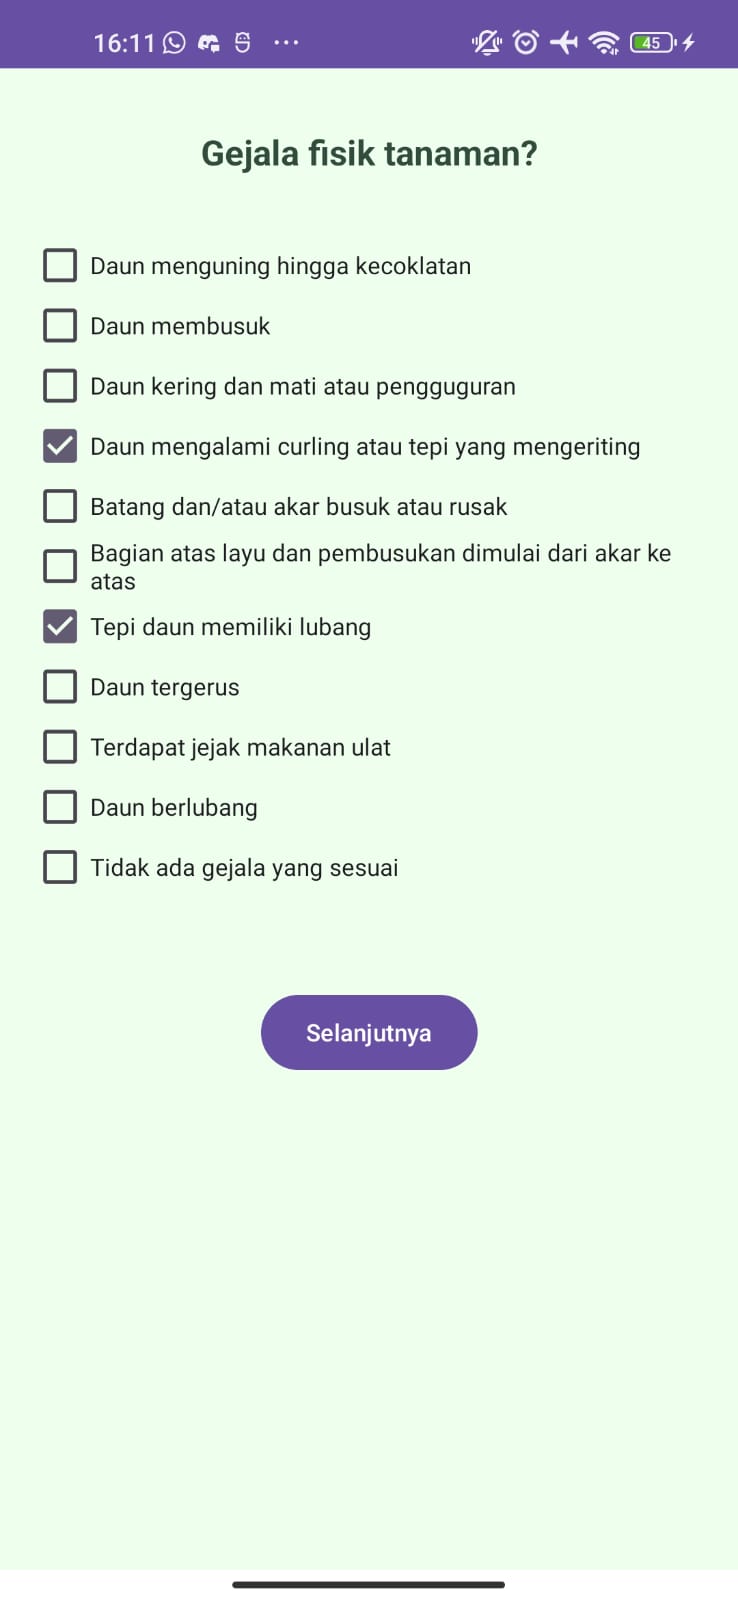 16:11
45
Gejala fisik tanaman?
Daun menguning hingga kecoklatan
Daun membusuk
Daun kering dan mati atau pengguguran
Daun mengalami curling atau tepi yang mengeriting
Batang dan/atau akar busuk atau rusak
Bagian atas layu dan pembusukan dimulai dari akar ke
atas
Tepi daun memiliki lubang
Daun tergerus
Terdapat jejak makanan ulat
Daun berlubang
Tidak ada gejala yang sesuai
Selanjutnya